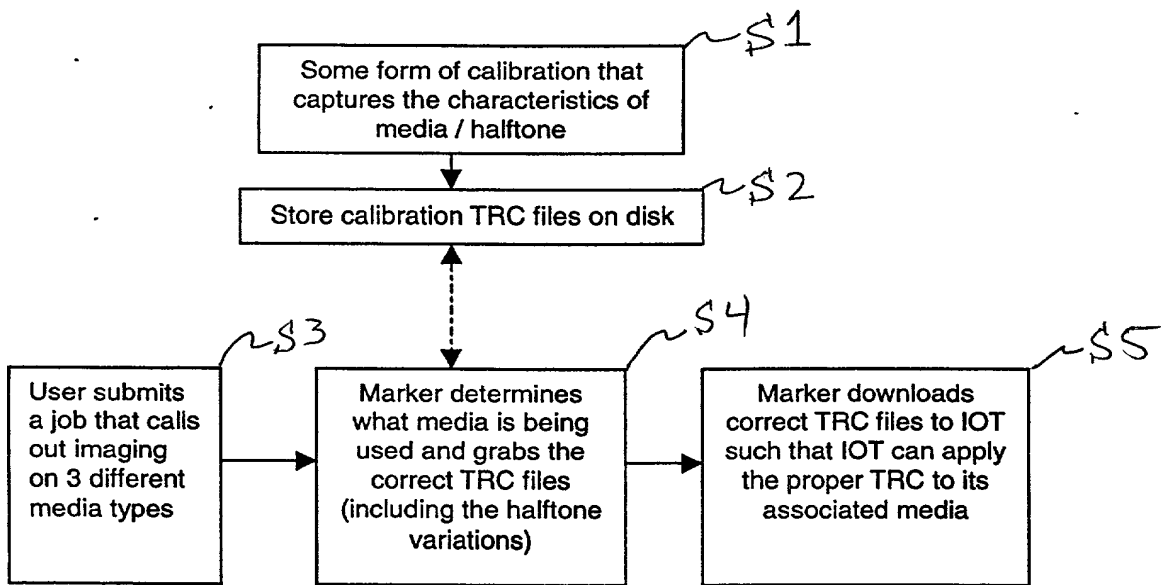 S1
Some form of calibration that
captures the characteristics of
media / halftone
S2
Store calibration TRC files on disk
S3
User submits
a job that calls
out imaging
on 3 different
media types
S4
Marker determines
what media is being
used and grabs the
correct TRC files
(including the halftone
variations)
S5
Marker downloads
correct TRC files to IOT
such that IOT can apply
the proper TRC to its
associated media